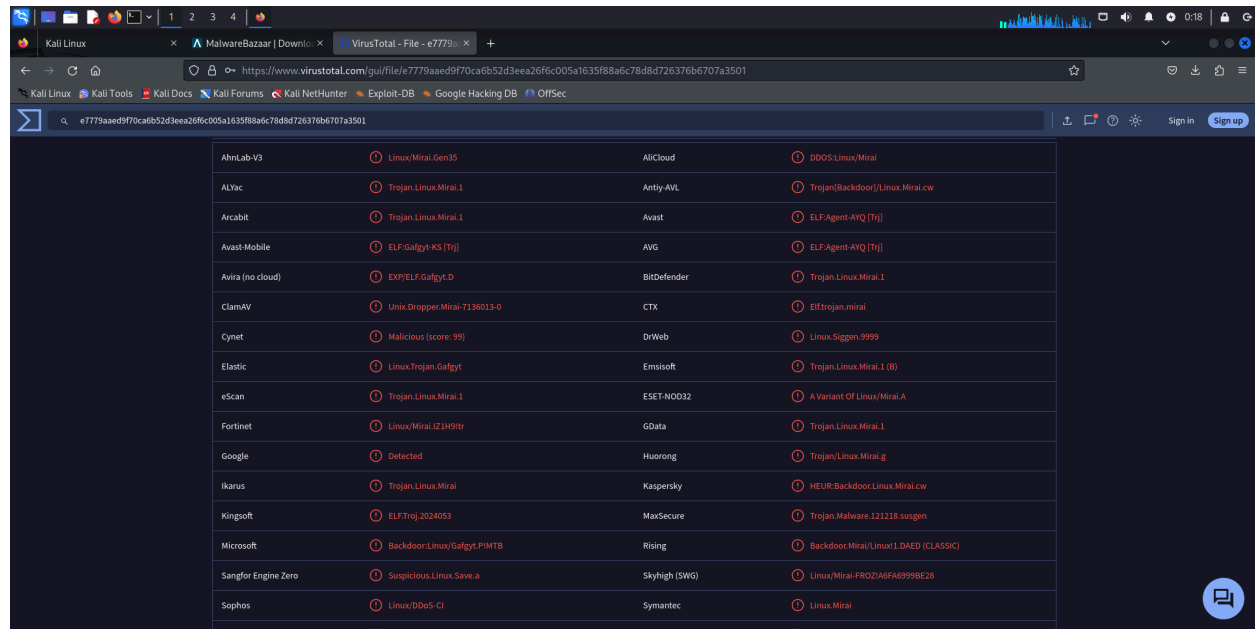 1 2 3 4 0:18
Kali Linux × MalwareBazaar | Downlo × VirusTotal - File - e7779a × +
https://www.virustotal.com/gui/file/e7779aaed9f70ca6b52d3eea26f6c005a1635f88a6c78d8d726376b6707a3501
Kali Linux Kali Tools Kali Docs Kali Forums Kali NetHunter Exploit-DB Google Hacking DB OffSec
e7779aaed9f70ca6b52d3eea26f6c005a1635f88a6c78d8d726376b6707a3501 Sign in Sign up
AhnLab-V3 Linux/Mirai.Gen35 AliCloud DDOS:Linux/Mirai
ALYac Trojan.Linux.Mirai.1 Antiy-AVL Trojan[Backdoor]/Linux.Mirai.cw
Arcabit Trojan.Linux.Mirai.1 Avast ELF:Agent-AYQ [Trj]
Avast-Mobile ELF:Gafgyt-KS [Trj] AVG ELF:Agent-AYQ [Trj]
Avira (no cloud) EXP/ELF.Gafgyt.D BitDefender Trojan.Linux.Mirai.1
ClamAV Unix.Dropper.Mirai-7136013-0 CTX Elf.trojan.mirai
Cynet Malicious (score: 99) DrWeb Linux.Siggen.9999
Elastic Linux.Trojan.Gafgyt Emsisoft Trojan.Linux.Mirai.1 (B)
eScan Trojan.Linux.Mirai.1 ESET-NOD32 A Variant Of Linux/Mirai.A
Fortinet Linux/Mirai.IZ1H9!tr GData Trojan.Linux.Mirai.1
Google Detected Huorong Trojan/Linux.Mirai.g
Ikarus Trojan.Linux.Mirai Kaspersky HEUR:Backdoor.Linux.Mirai.cw
Kingsoft ELF.Troj.2024053 MaxSecure Trojan.Malware.121218.susgen
Microsoft Backdoor:Linux/Gafgyt.P!MTB Rising Backdoor.Mirai/Linux!1.DAED (CLASSIC)
Sangfor Engine Zero Suspicious.Linux.Save.a Skyhigh (SWG) Linux/Mirai-FROZ!A6FA6999BE28
Sophos Linux/DDoS-CI Symantec Linux.Mirai